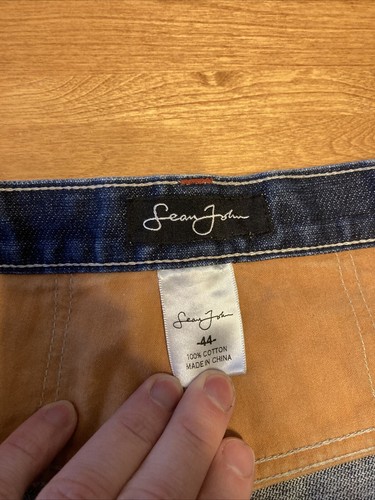 Sean John
Sean John
-44-
100% COTTON
MADE IN CHINA